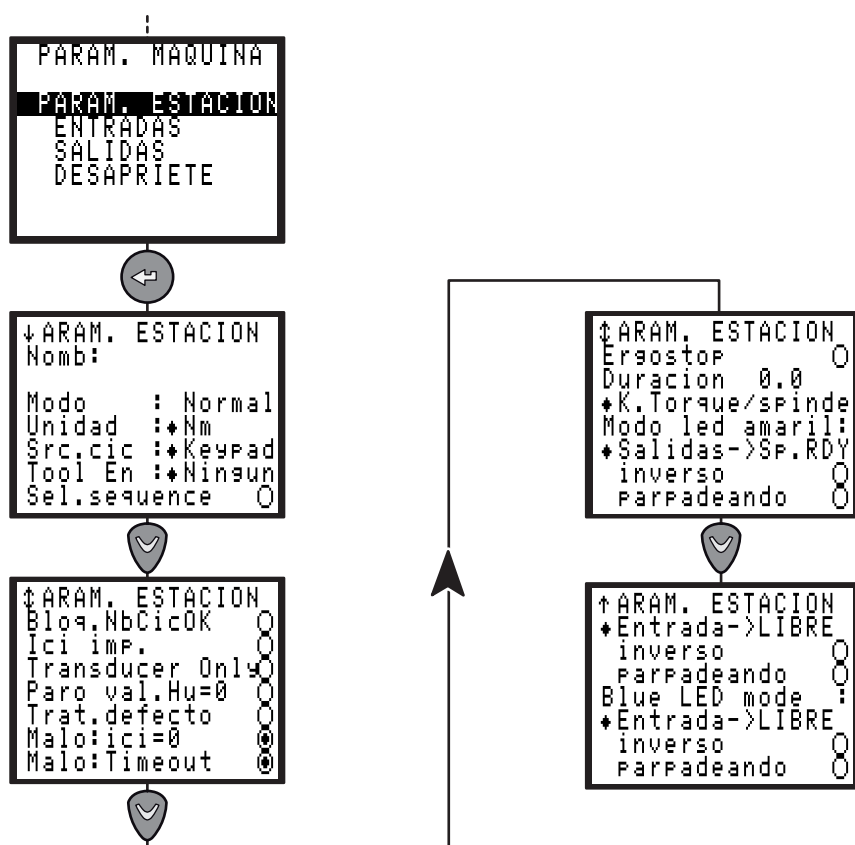 PARAM. MAQUINA
PARAM. ESTACION
ENTRADAS
SALIDAS
DESAPRIETE
↓ARAM. ESTACION
Nomb:
Modo : Normal
Unidad :♦Nm
Src.cic :♦Keypad
Tool En :♦Ningun
Sel.sequence
↕ARAM. ESTACION
Bloq.NbCicOK
Ici imp.
Transducer Only
Paro val.Hu=0
Trat.defecto
Malo:ici=0
Malo:Timeout
↕ARAM. ESTACION
Ergostop
Duracion 0.0
♦K.Torque/spinde
Modo led amaril:
♦Salidas->Sp.RDY
inverso
parpadeando
↑ARAM. ESTACION
♦Entrada->LIBRE
inverso
parpadeando
Blue LED mode :
♦Entrada->LIBRE
inverso
parpadeando